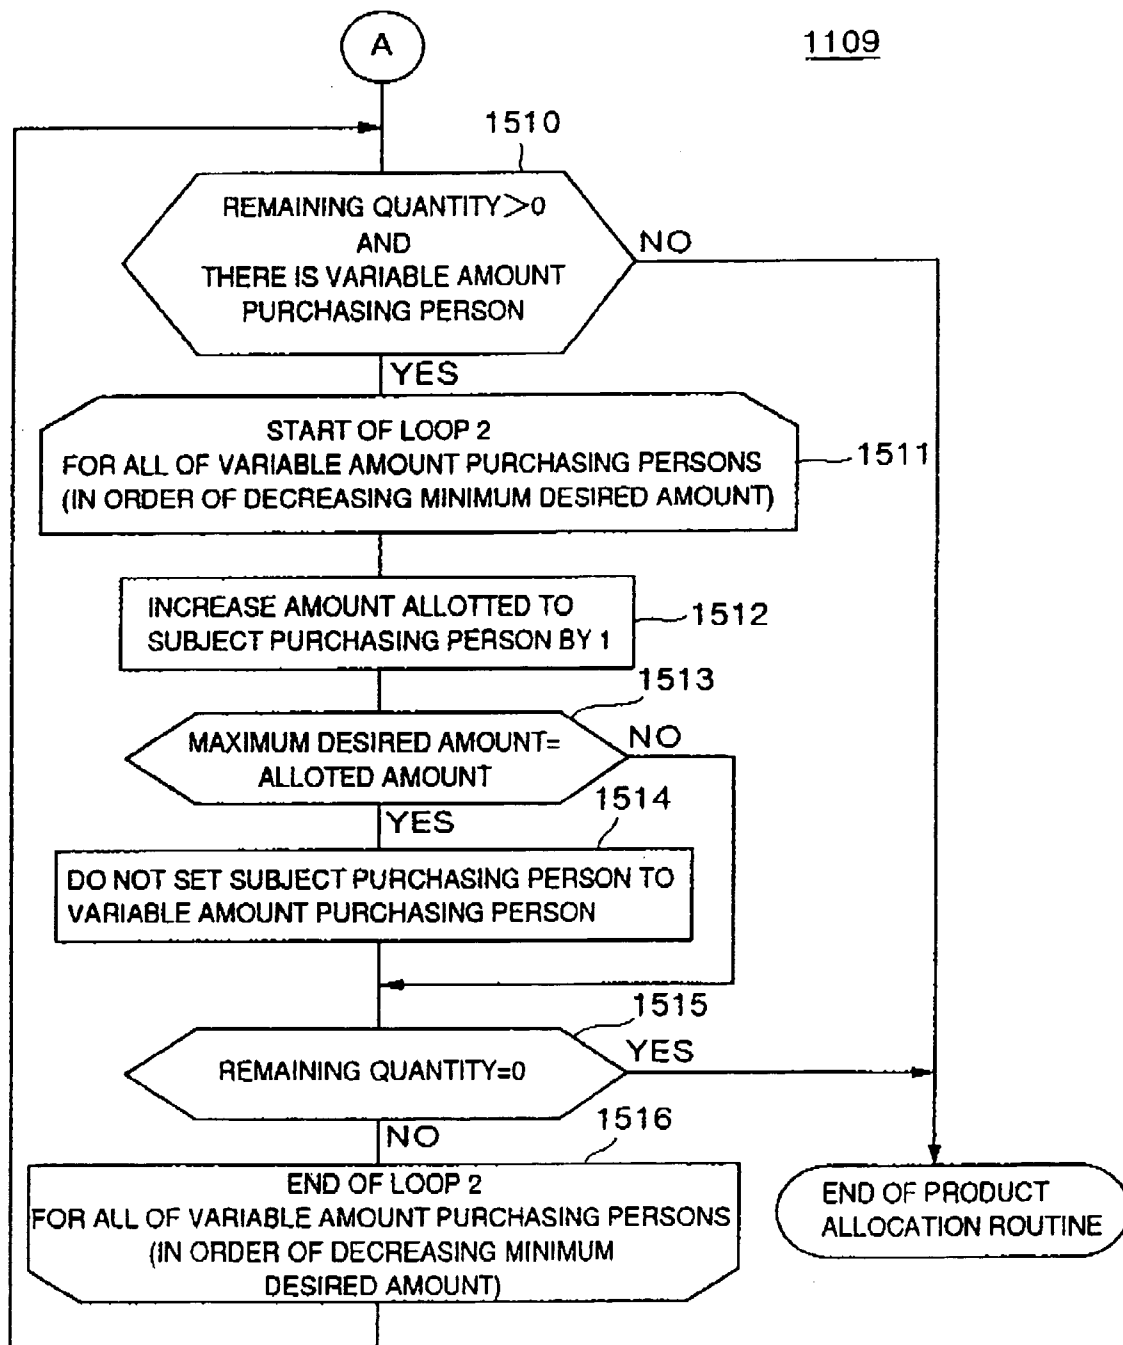 A
1109
1510
REMAINING QUANTITY>0
AND
THERE IS VARIABLE AMOUNT
PURCHASING PERSON
NO
YES
START OF LOOP 2
FOR ALL OF VARIABLE AMOUNT PURCHASING PERSONS
(IN ORDER OF DECREASING MINIMUM DESIRED AMOUNT)
1511
INCREASE AMOUNT ALLOTTED TO
SUBJECT PURCHASING PERSON BY 1
1512
1513
MAXIMUM DESIRED AMOUNT=
ALLOTED AMOUNT
NO
YES
1514
DO NOT SET SUBJECT PURCHASING PERSON TO
VARIABLE AMOUNT PURCHASING PERSON
1515
REMAINING QUANTITY=0
YES
NO
1516
END OF LOOP 2
FOR ALL OF VARIABLE AMOUNT PURCHASING PERSONS
(IN ORDER OF DECREASING MINIMUM
DESIRED AMOUNT)
END OF PRODUCT
ALLOCATION ROUTINE